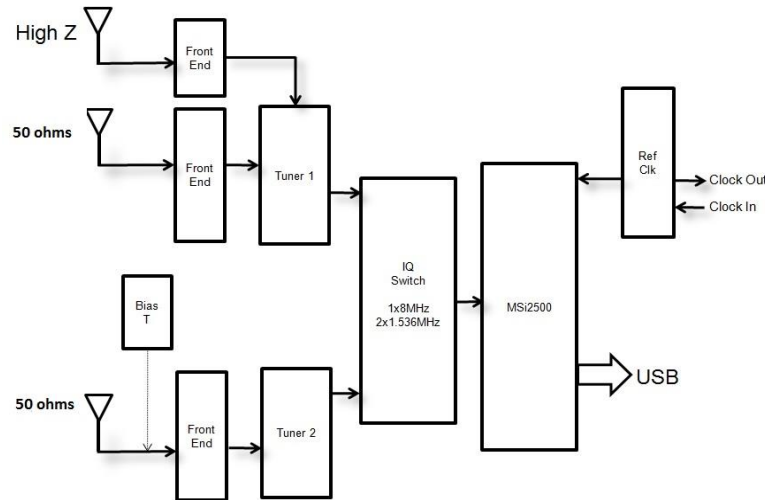 High Z
Front
End
50 ohms
Front
End
Tuner 1
Ref
Clk
Clock Out
Clock In
IQ
Switch
1x8MHz
2x1.536MHz
MSi2500
Bias
T
USB
50 ohms
Front
End
Tuner 2